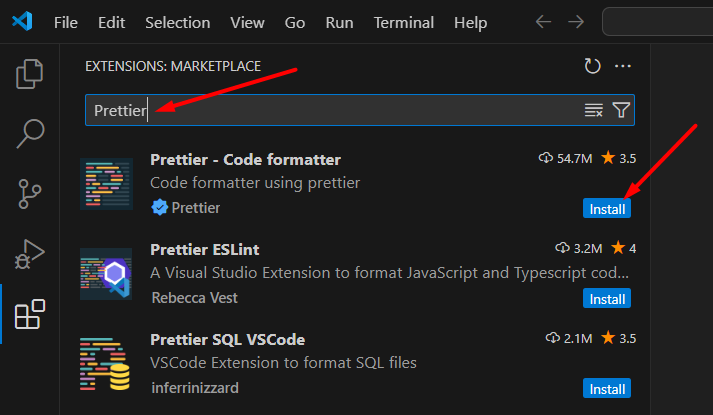 File Edit Selection View Go Run Terminal Help
EXTENSIONS: MARKETPLACE
Prettier
Prettier - Code formatter 54.7M 3.5
Code formatter using prettier
Prettier Install
Prettier ESLint 3.2M 4
A Visual Studio Extension to format JavaScript and Typescript cod...
Rebecca Vest Install
Prettier SQL VSCode 2.1M 3.5
VSCode Extension to format SQL files
inferrinizzard Install